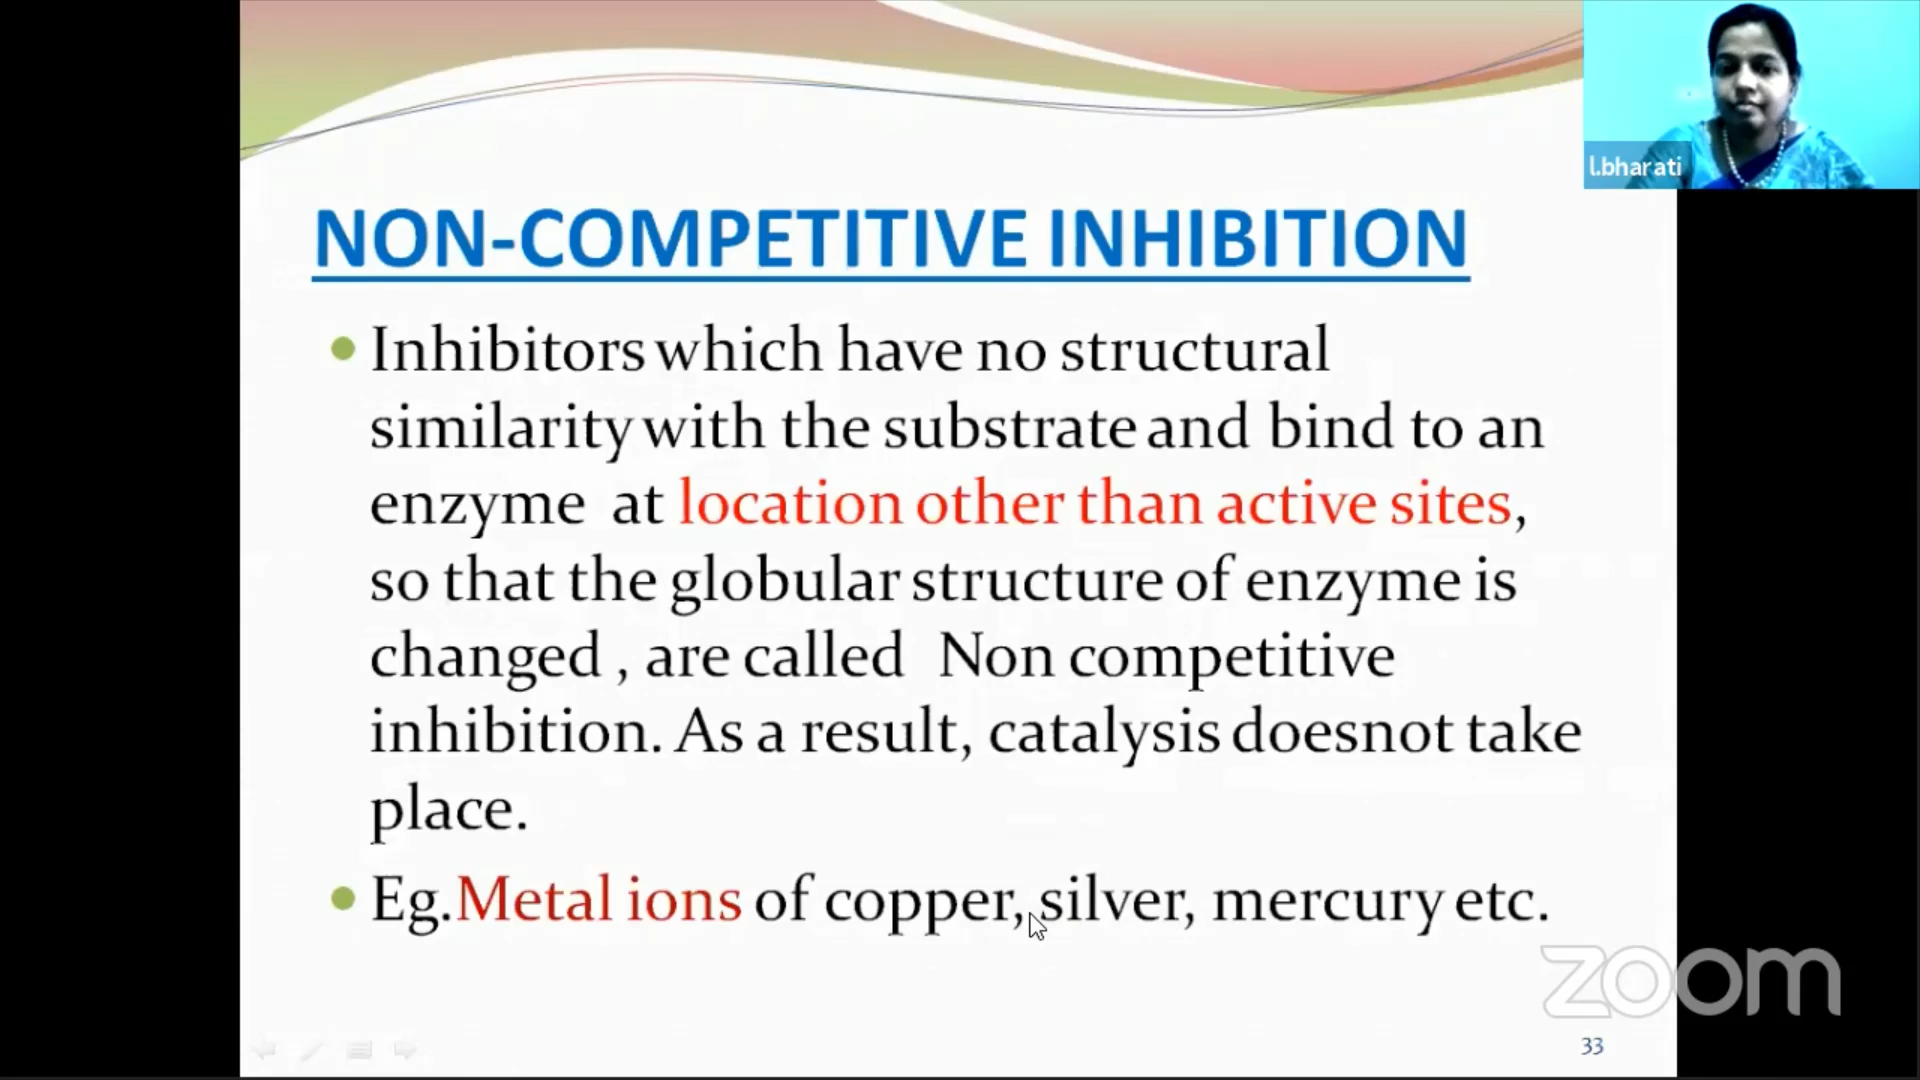 l.bharati
NON-COMPETITIVE INHIBITION
Inhibitors which have no structural
similarity with the substrate and bind to an
enzyme at location other than active sites,
so that the globular structure of enzyme is
changed , are called Non competitive
inhibition. As a result, catalysis doesnot take
place.
Eg.Metal ions of copper, silver, mercury etc.
zoom
33